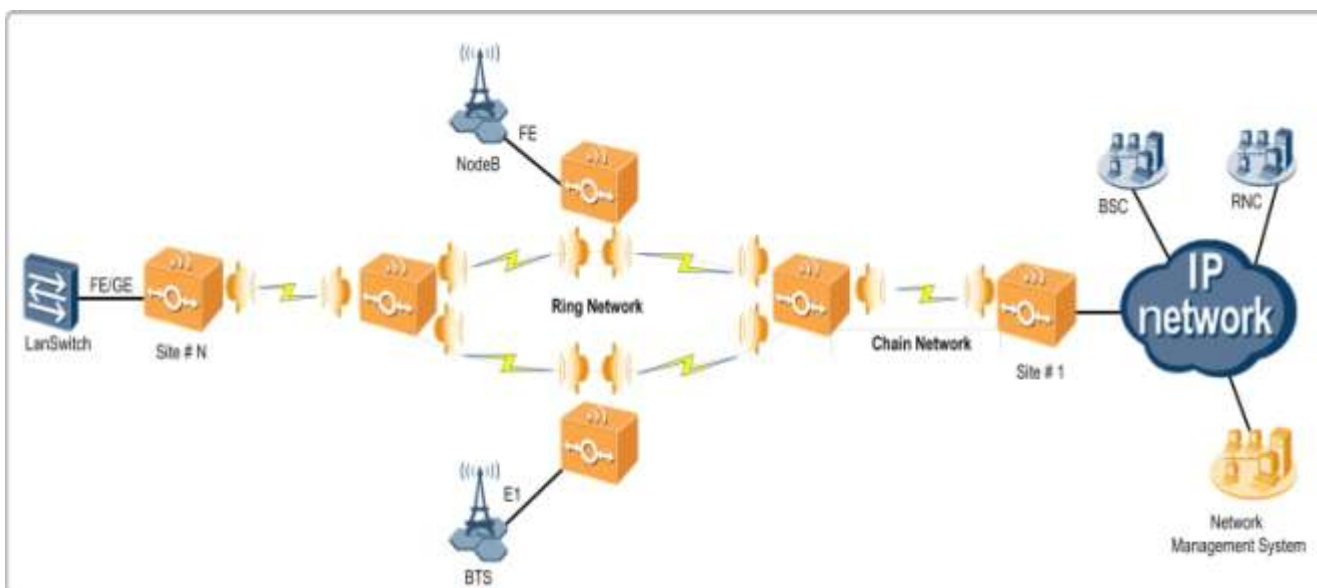 FE
NodeB
BSC
RNC
FE/GE
LanSwitch
Site # N
Ring Network
Chain Network
Site # 1
IP
network
E1
BTS
Network
Management System